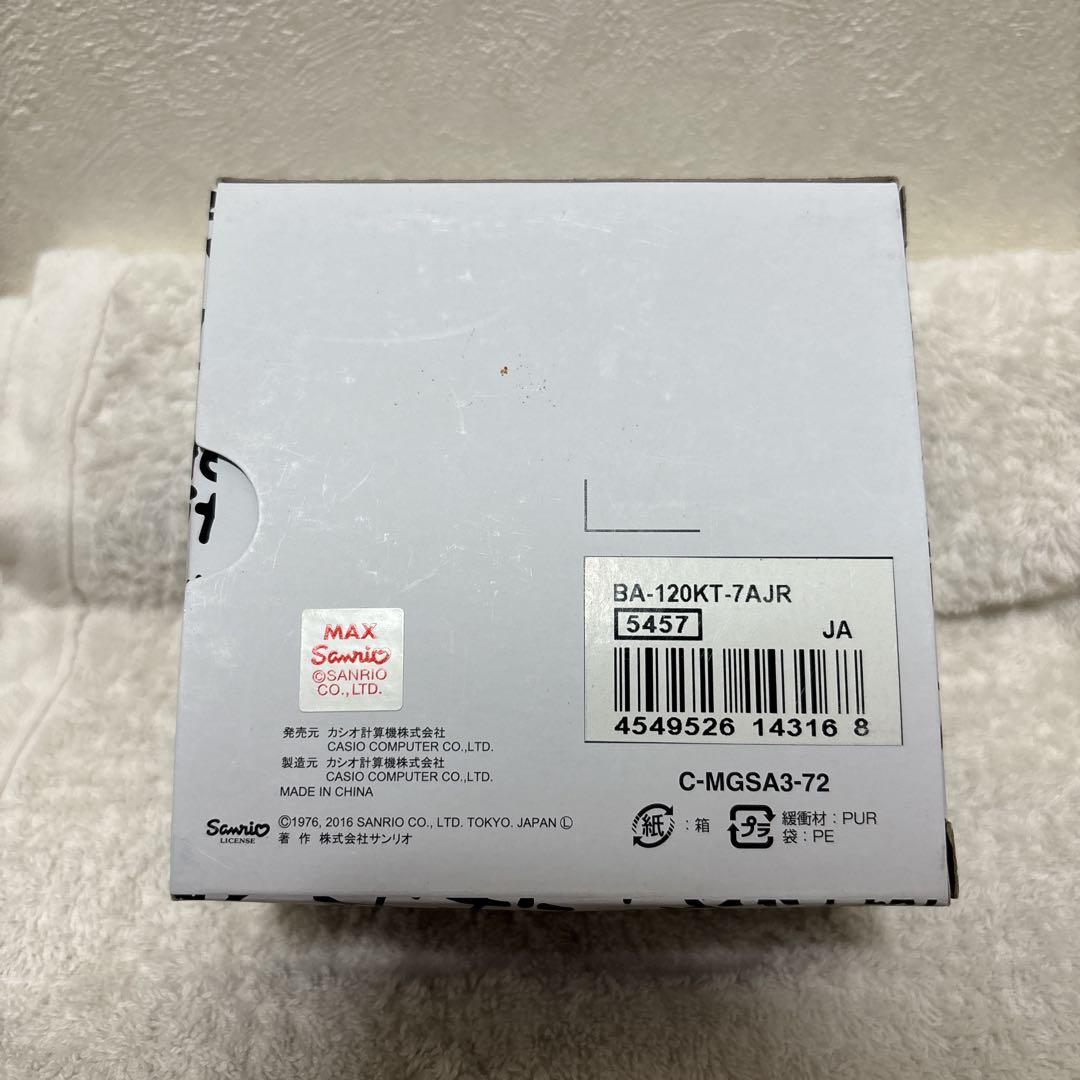 BA-120KT-7AJR
5457
JA
4549526 14316 8
C-MGSA3-72
紙 : 箱
プラ 緩衝材 : PUR
袋 : PE
MAX
Sanrio
©SANRIO
CO.,LTD.
発売元 カシオ計算機株式会社
CASIO COMPUTER CO.,LTD.
製造元 カシオ計算機株式会社
CASIO COMPUTER CO.,LTD.
MADE IN CHINA
Sanrio
LICENSE
©1976, 2016 SANRIO CO., LTD. TOKYO. JAPAN Ⓛ
著 作 株式会社サンリオ